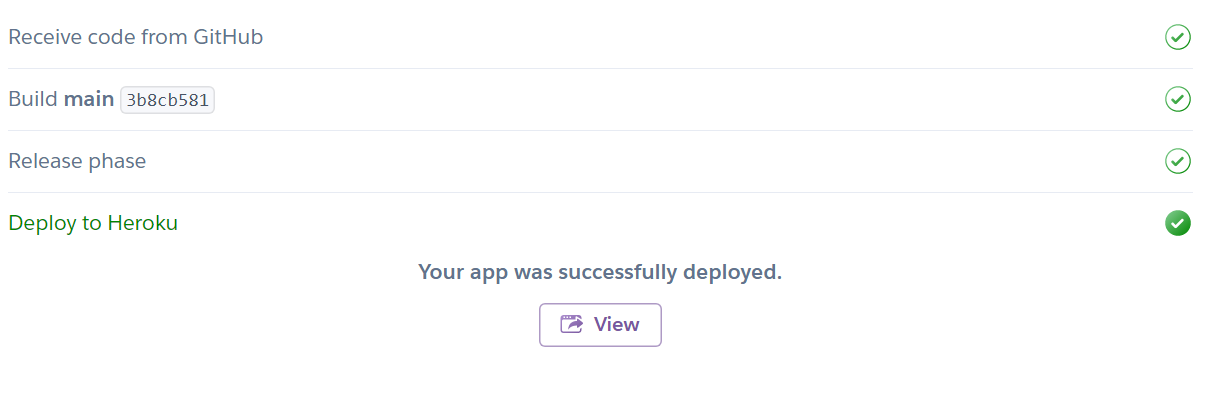 Receive code from GitHub
Build main 3b8cb581
Release phase
Deploy to Heroku
Your app was successfully deployed.
View